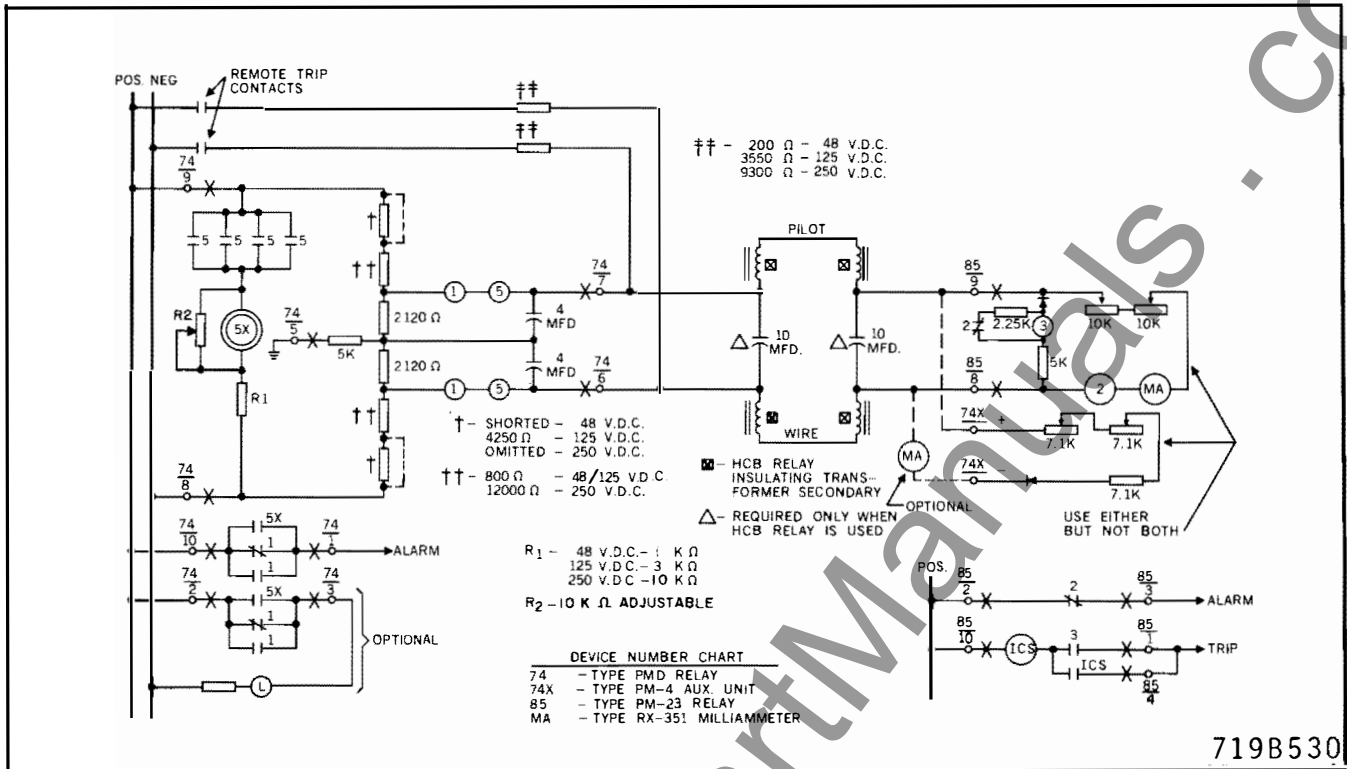 POS. NEG
REMOTE TRIP
CONTACTS
‡‡
‡‡
‡‡ - 200 Ω - 48 V.D.C.
3550 Ω - 125 V.D.C.
9300 Ω - 250 V.D.C.
74
9
5 5 5 5
†
††
R2
5X
74
5
5K
2120 Ω
2120 Ω
1 5
1 5
4
MFD
4
MFD
74
7
74
6
††
†
R1
74
8
† - SHORTED - 48 V.D.C.
4250 Ω - 125 V.D.C.
OMITTED - 250 V.D.C.
†† - 800 Ω - 48/125 V.D.C.
12000 Ω - 250 V.D.C.
PILOT
10
MFD.
10
MFD.
WIRE
- HCB RELAY
INSULATING TRANS-
FORMER SECONDARY
△ - REQUIRED ONLY WHEN
HCB RELAY IS USED
85
9
2
2.25K
3
5K
10K
10K
85
8
2
MA
74X
+
7.1K
7.1K
MA
74X
-
7.1K
OPTIONAL
USE EITHER
BUT NOT BOTH
74
10
5X
1
1
74
1
ALARM
74
2
5X
1
1
74
3
OPTIONAL
L
R1 - 48 V.D.C. - 1 K Ω
125 V.D.C. - 3 K Ω
250 V.DC - 10 K Ω
R2 - 10 K Ω ADJUSTABLE
DEVICE NUMBER CHART
74 - TYPE PMD RELAY
74X - TYPE PM-4 AUX. UNIT
85 - TYPE PM-23 RELAY
MA - TYPE RX-351 MILLIAMMETER
POS.
85
2
2
85
3
ALARM
85
10
ICS
3
85
1
TRIP
ICS
85
4
719B530
rtManuals.co